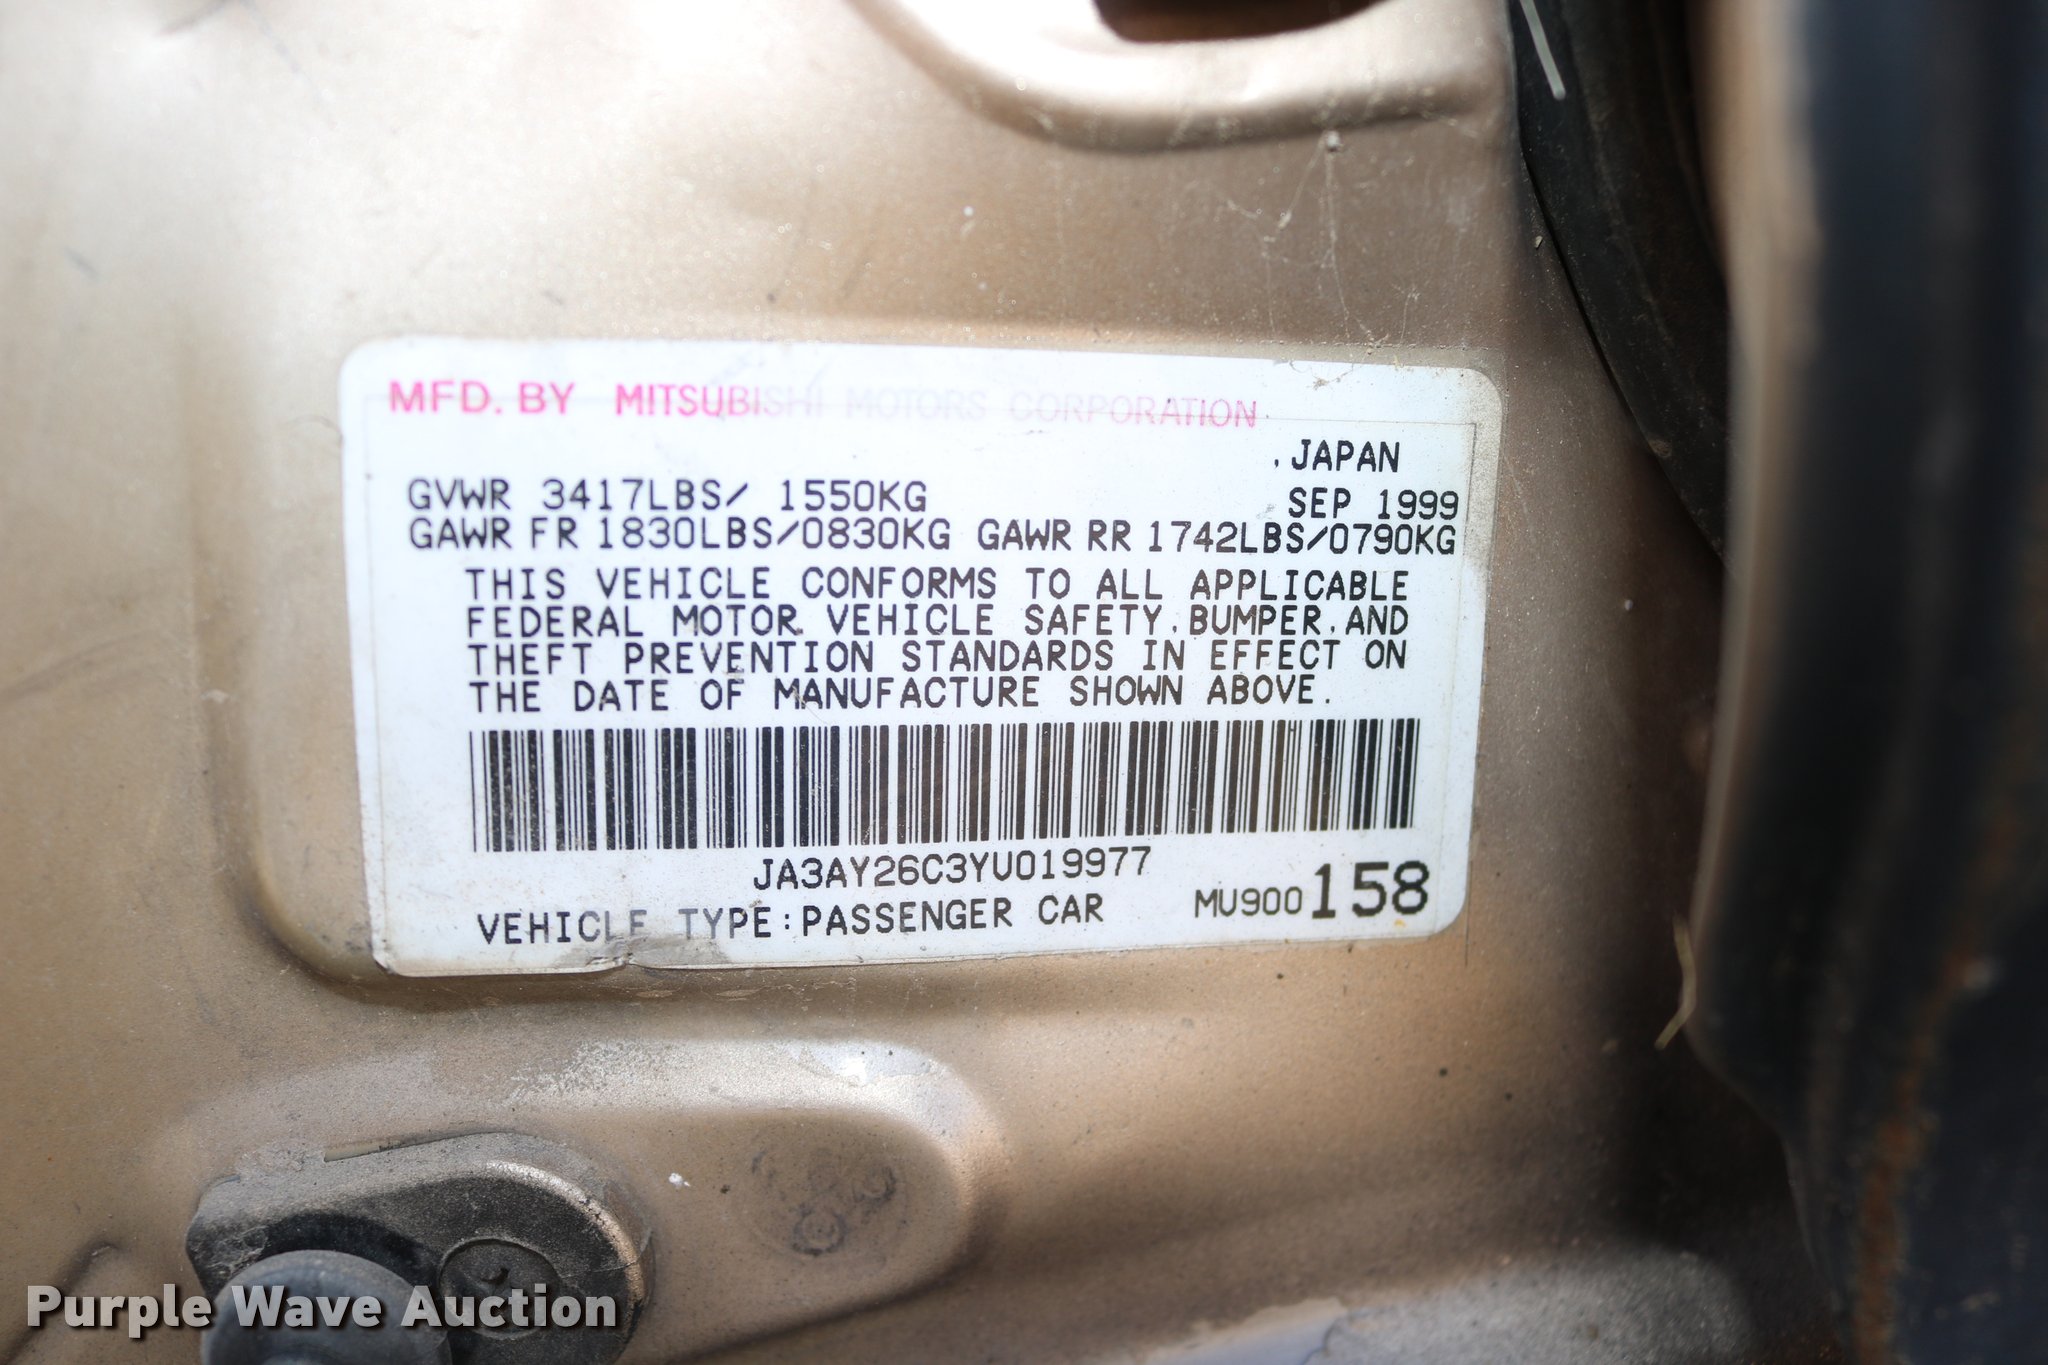 MFD. BY MITSUBISHI MOTORS CORPORATION
, JAPAN
GVWR 3417LBS/ 1550KG SEP 1999
GAWR FR 1830LBS/0830KG GAWR RR 1742LBS/0790KG
THIS VEHICLE CONFORMS TO ALL APPLICABLE
FEDERAL MOTOR VEHICLE SAFETY, BUMPER, AND
THEFT PREVENTION STANDARDS IN EFFECT ON
THE DATE OF MANUFACTURE SHOWN ABOVE.
JA3AY26C3YU019977
VEHICLE TYPE:PASSENGER CAR MU900158
Purple Wave Auction